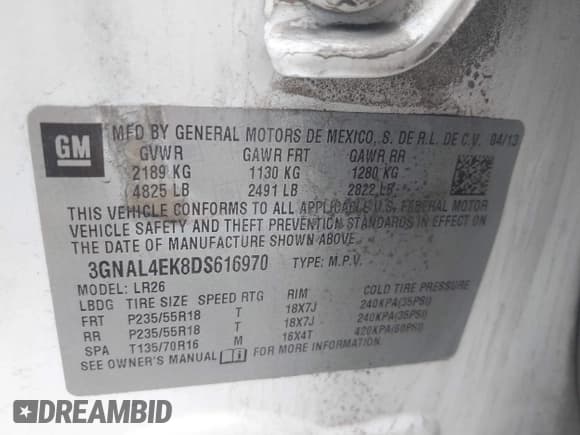 GM
MFD BY GENERAL MOTORS DE MEXICO, S. DE R.L. DE C.V. 04/13
GVWR GAWR FRT GAWR RR
2189 KG 1130 KG 1280 KG
4825 LB 2491 LB 2822 LB
THIS VEHICLE CONFORMS TO ALL APPLICABLE U.S. FEDERAL MOTOR
VEHICLE SAFETY AND THEFT PREVENTION STANDARDS IN EFFECT ON
THE DATE OF MANUFACTURE SHOWN ABOVE.
3GNAL4EK8DS616970 TYPE: M.P.V.
MODEL: LR26
LBDG TIRE SIZE SPEED RTG RIM COLD TIRE PRESSURE
FRT P235/55R18 T 18X7J 240KPA(35PSI)
RR P235/55R18 T 18X7J 240KPA(35PSI)
SPA T135/70R16 M 16X4T 420KPA(60PSI)
SEE OWNER'S MANUAL i FOR MORE INFORMATION
DREAMBID